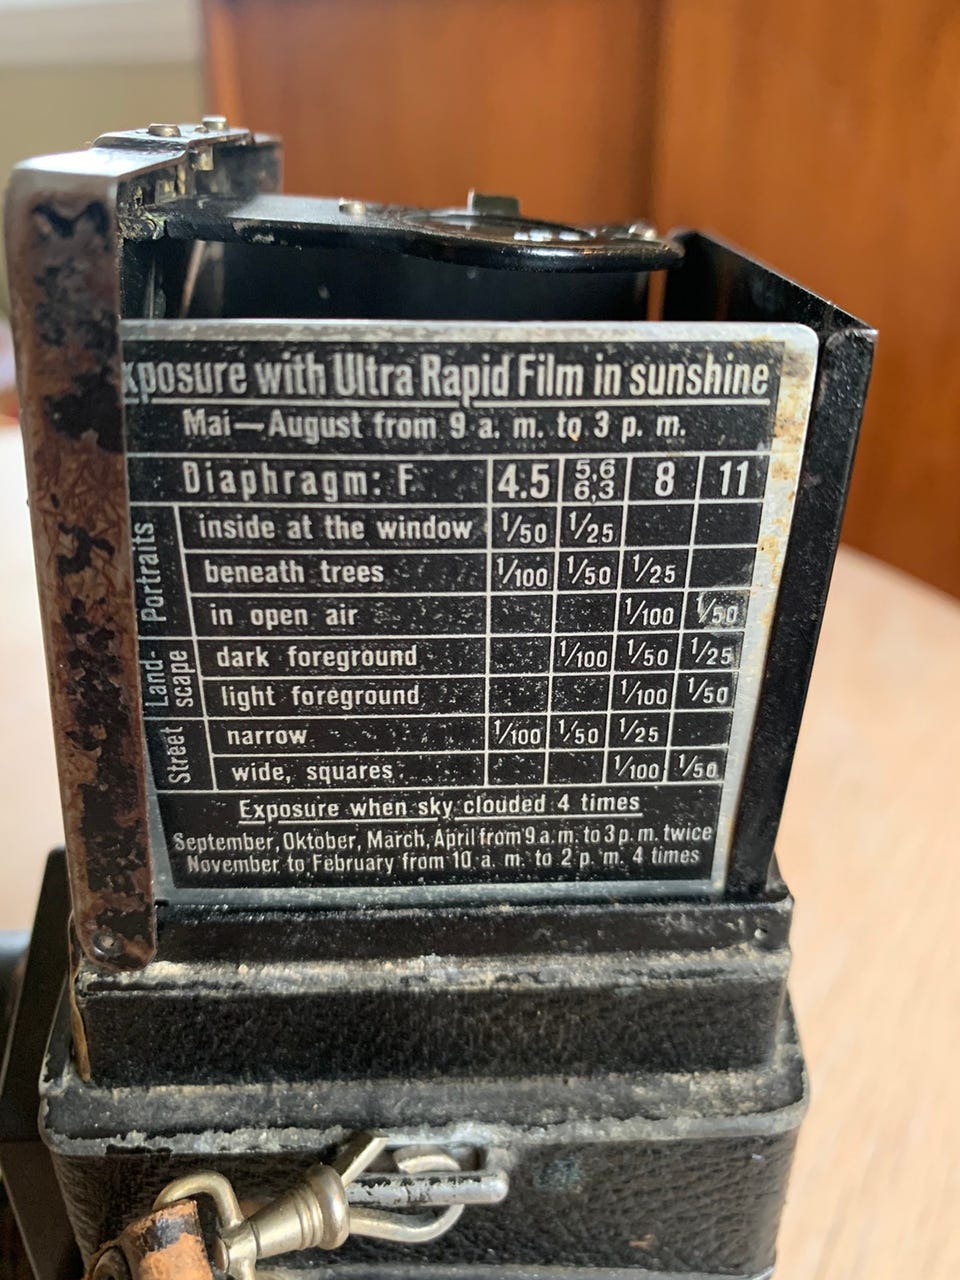 xposure with Ultra Rapid Film in sunshine
Mai—August from 9 a. m. to 3 p. m.
Diaphragm: F. 4.5 5,6 6,3 8 11
Portraits
inside at the window 1/50 1/25
beneath trees 1/100 1/50 1/25
in open air 1/100 1/50
Land-
scape
dark foreground 1/100 1/50 1/25
light foreground 1/100 1/50
Street
narrow 1/100 1/50 1/25
wide, squares 1/100 1/50
Exposure when sky clouded 4 times
September, Oktober, March, April from 9 a. m. to 3 p. m. twice
November to February from 10 a. m. to 2 p. m. 4 times